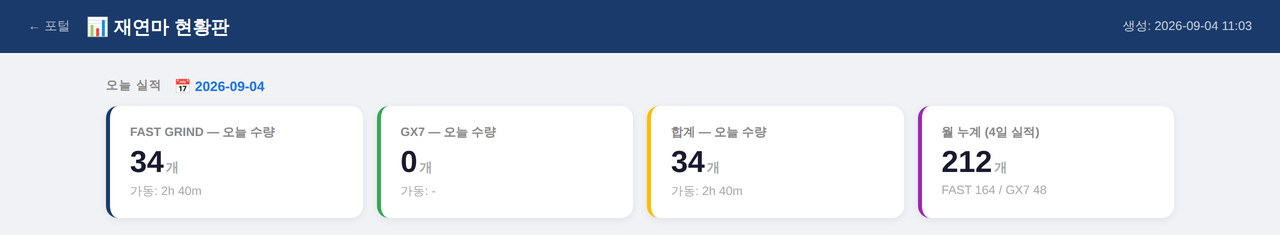 ← 포털 📊 재연마 현황판 생성: 2026-09-04 11:03
오늘 실적 📅 2026-09-04
FAST GRIND — 오늘 수량
34개
가동: 2h 40m
GX7 — 오늘 수량
0개
가동: -
합계 — 오늘 수량
34개
가동: 2h 40m
월 누계 (4일 실적)
212개
FAST 164 / GX7 48